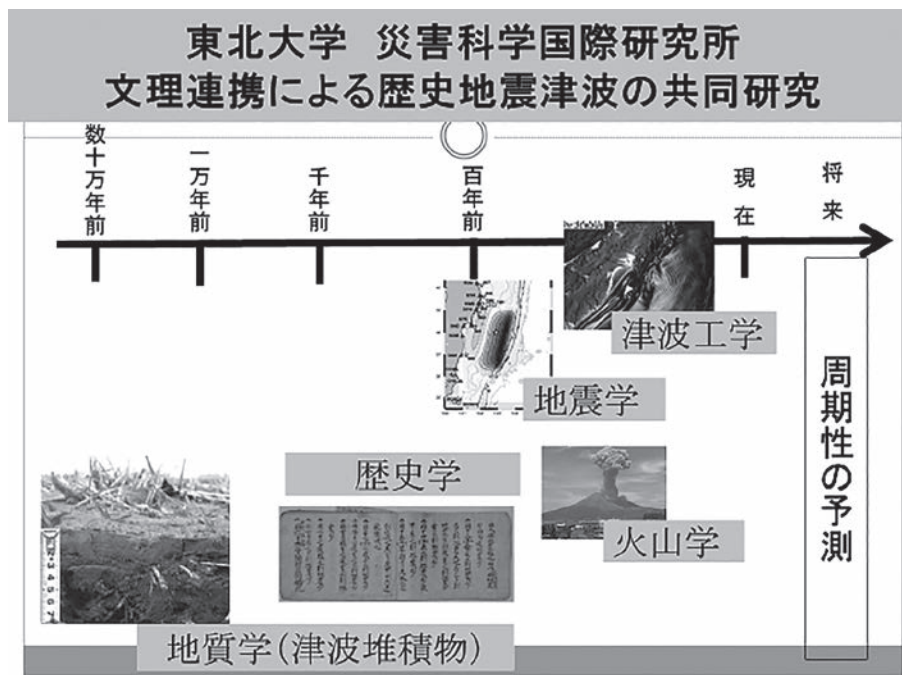 東北大学 災害科学国際研究所
文理連携による歴史地震津波の共同研究
数十万年前
一万年前
千年前
百年前
現在
将来
津波工学
地震学
歴史学
火山学
地質学(津波堆積物)
周期性の予測